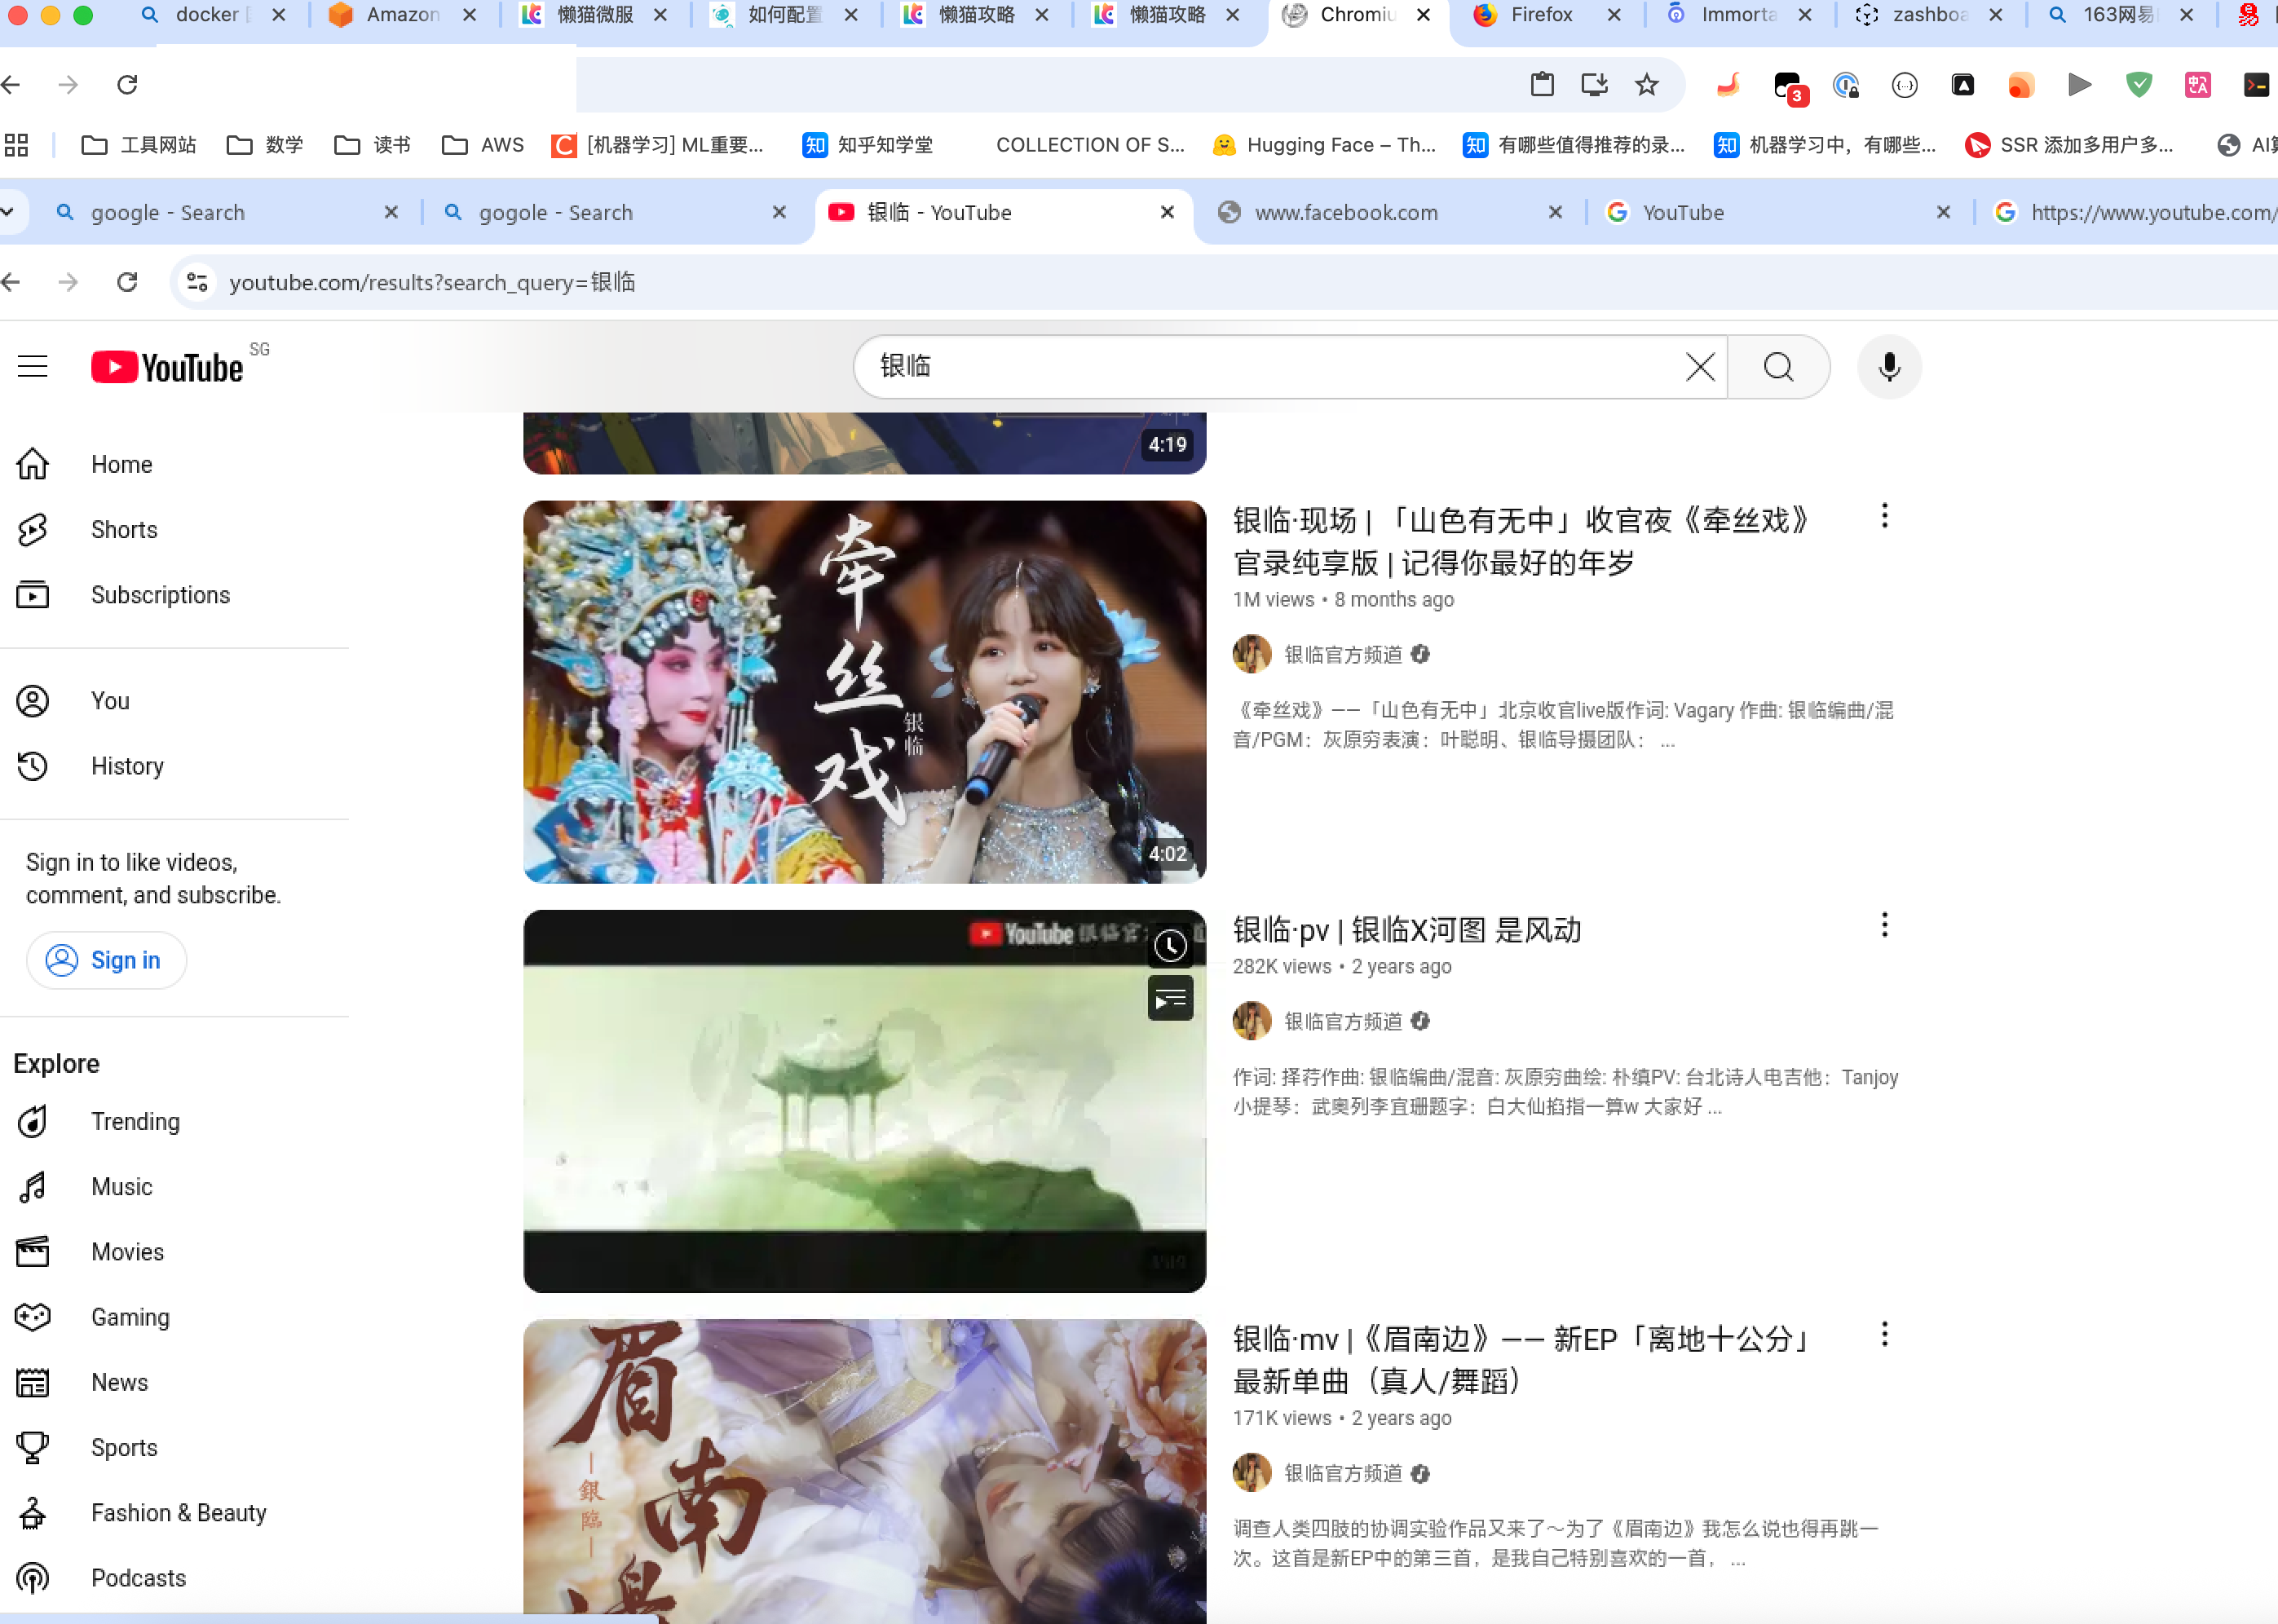 docker
Amazon
懒猫微服
如何配置
懒猫攻略
懒猫攻略
Chromiu
Firefox
Immorta
zashboa
163网易
3
工具网站
数学
读书
AWS
[机器学习] ML重要...
知乎知学堂
COLLECTION OF S...
Hugging Face – Th...
有哪些值得推荐的录...
机器学习中，有哪些...
SSR 添加多用户多...
google - Search
gogole - Search
银临 - YouTube
www.facebook.com
YouTube
https://www.youtube.com/
youtube.com/results?search_query=银临
YouTube SG
银临
Home
Shorts
Subscriptions
You
History
Sign in to like videos,
comment, and subscribe.
Sign in
Explore
Trending
Music
Movies
Gaming
News
Sports
Fashion & Beauty
Podcasts
4:19
牵丝戏
银临
4:02
银临·现场 | 「山色有无中」收官夜《牵丝戏》
官录纯享版 | 记得你最好的年岁
1M views • 8 months ago
银临官方频道
《牵丝戏》——「山色有无中」北京收官live版作词: Vagary 作曲: 银临编曲/混
音/PGM：灰原穷表演：叶聪明、银临导摄团队： ...
YouTube
银临·pv | 银临X河图 是风动
282K views • 2 years ago
银临官方频道
作词: 择荇作曲: 银临编曲/混音: 灰原穷曲绘: 朴缜PV: 台北诗人电吉他：Tanjoy
小提琴：武奥列李宜珊题字：白大仙掐指一算w 大家好 ...
眉南邊
銀臨
银临·mv |《眉南边》—— 新EP「离地十公分」
最新单曲（真人/舞蹈）
171K views • 2 years ago
银临官方频道
调查人类四肢的协调实验作品又来了～为了《眉南边》我怎么说也得再跳一
次。这首是新EP中的第三首，是我自己特别喜欢的一首， ...